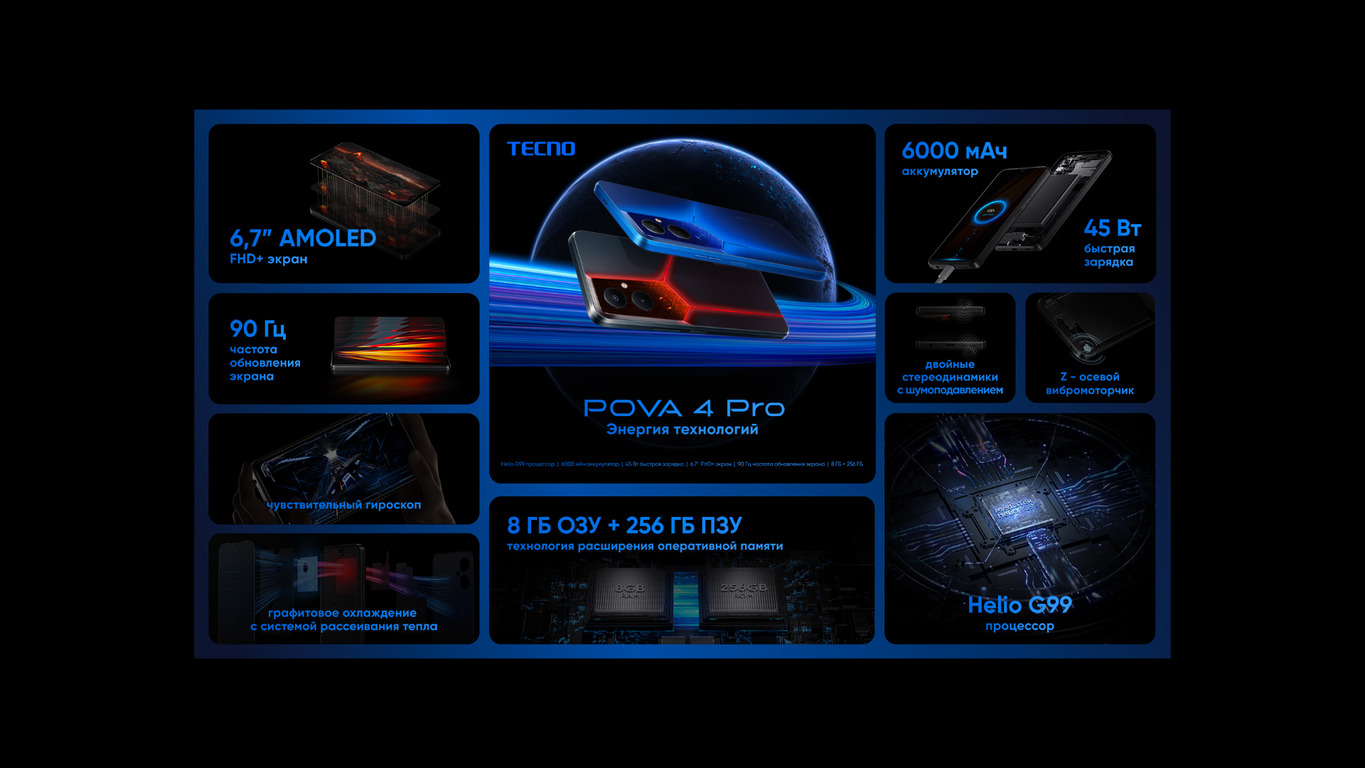 6,7” AMOLED
FHD+ экран
90 Гц
частота
обновления
экрана
чувствительный гироскоп
графитовое охлаждение
с системой рассеивания тепла
TECNO
POVA 4 Pro
Энергия технологий
Helio G99 процессор | 6000 мАч аккумулятор | 45 Вт быстрая зарядка | 6.7” FHD+ экран | 90 Гц частота обновления экрана | 8 ГБ + 256 ГБ
8 ГБ ОЗУ + 256 ГБ ПЗУ
технология расширения оперативной памяти
8GB
RAM
256GB
ROM
6000 мАч
аккумулятор
45 Вт
быстрая
зарядка
двойные
стереодинамики
с шумоподавлением
Z - осевой
вибромоторчик
Helio G99
процессор